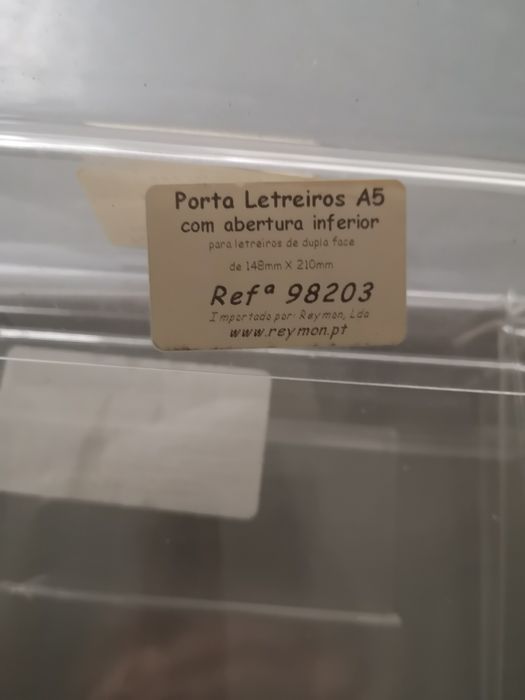 Porta Letreiros A5
com abertura inferior
para letreiros de dupla face
de 148mm X 210mm
Refª 98203
Importado por: Reymon, Lda
www.reymon.pt